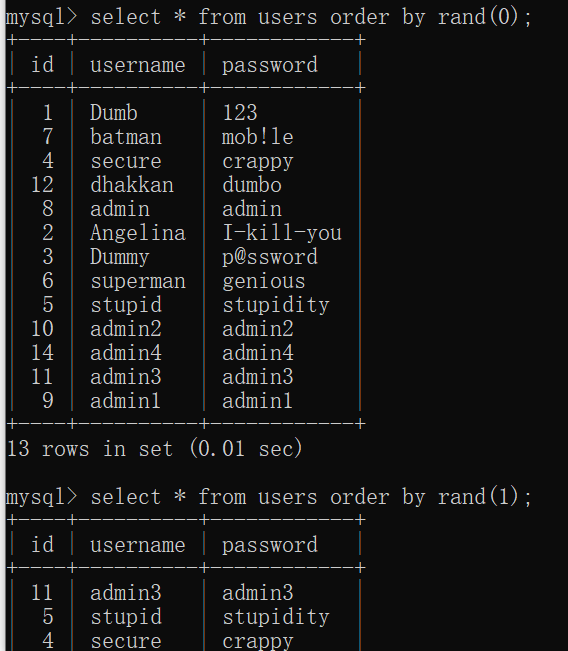 mysql> select * from users order by rand(0);
+----+----------+------------+
| id | username | password   |
+----+----------+------------+
|  1 | Dumb     | 123        |
|  7 | batman   | mob!le     |
|  4 | secure   | crappy     |
| 12 | dhakkan  | dumbo      |
|  8 | admin    | admin      |
|  2 | Angelina | I-kill-you |
|  3 | Dummy    | p@ssword   |
|  6 | superman | genious    |
|  5 | stupid   | stupidity  |
| 10 | admin2   | admin2     |
| 14 | admin4   | admin4     |
| 11 | admin3   | admin3     |
|  9 | admin1   | admin1     |
+----+----------+------------+
13 rows in set (0.01 sec)
mysql> select * from users order by rand(1);
+----+----------+------------+
| id | username | password   |
+----+----------+------------+
| 11 | admin3   | admin3     |
|  5 | stupid   | stupidity  |
|  4 | secure   | crappy     |